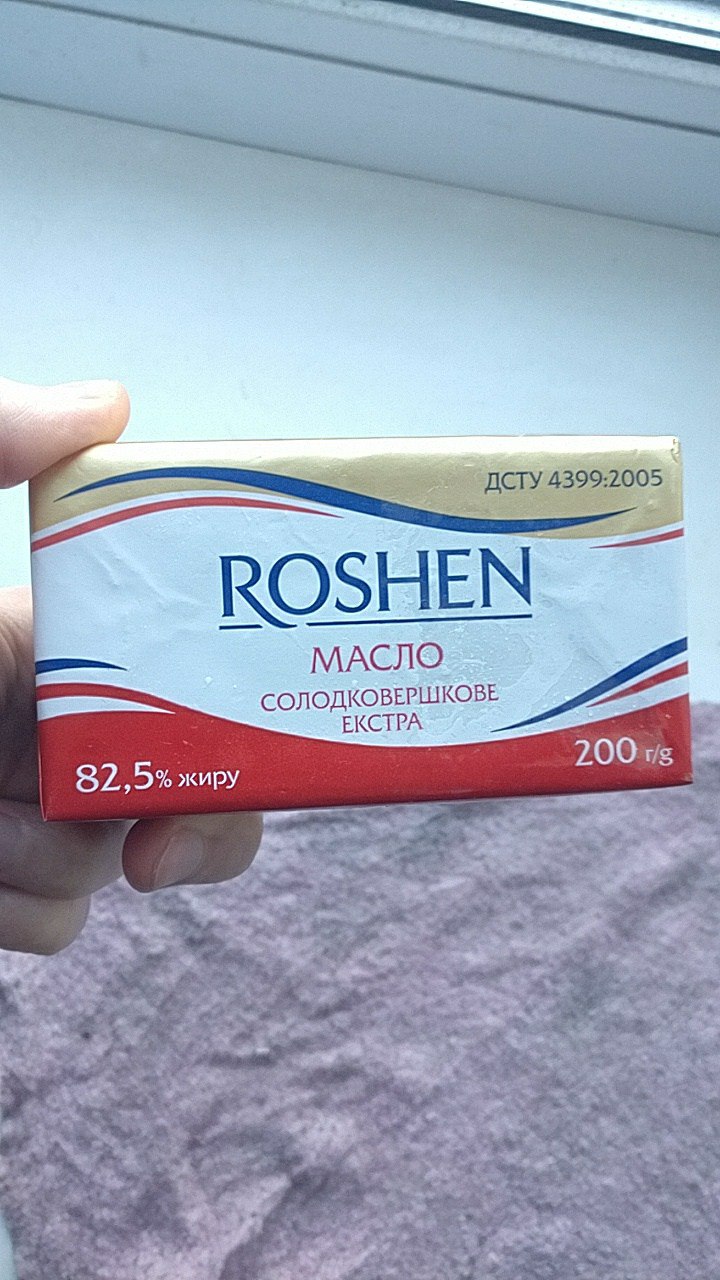 ДСТУ 4399:2005
ROSHEN
МАСЛО
СОЛОДКОВЕРШКОВЕ
ЕКСТРА
82,5% жиру
200 г/g